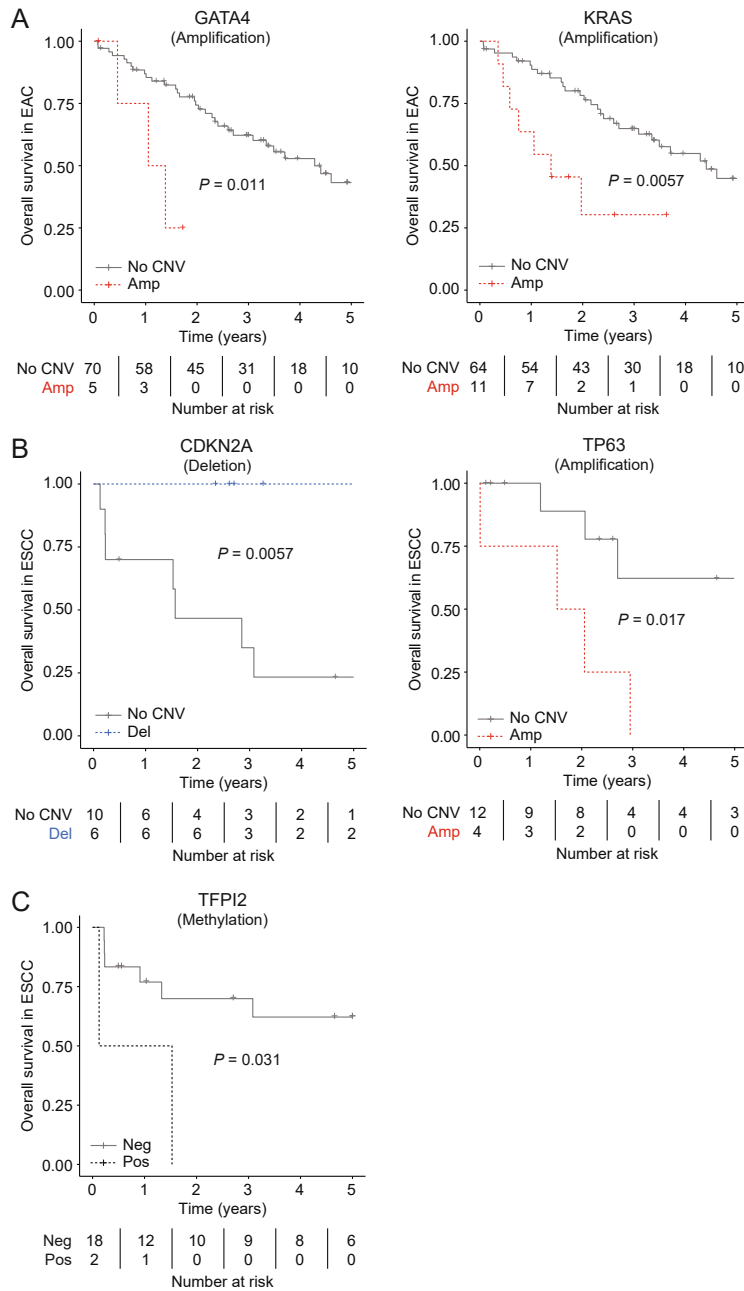 A
GATA4
(Amplification)
Overall survival in EAC
1.00
0.75
0.50
0.25
0.00
P = 0.011
No CNV
Amp
0 1 2 3 4 5
Time (years)
No CNV 70 58 45 31 18 10
Amp 5 3 0 0 0 0
Number at risk
KRAS
(Amplification)
Overall survival in EAC
1.00
0.75
0.50
0.25
0.00
P = 0.0057
No CNV
Amp
0 1 2 3 4 5
Time (years)
No CNV 64 54 43 30 18 10
Amp 11 7 2 1 0 0
Number at risk
B
CDKN2A
(Deletion)
Overall survival in ESCC
1.00
0.75
0.50
0.25
0.00
P = 0.0057
No CNV
Del
0 1 2 3 4 5
Time (years)
No CNV 10 6 4 3 2 1
Del 6 6 6 3 2 2
Number at risk
TP63
(Amplification)
Overall survival in ESCC
1.00
0.75
0.50
0.25
0.00
P = 0.017
No CNV
Amp
0 1 2 3 4 5
Time (years)
No CNV 12 9 8 4 4 3
Amp 4 3 2 0 0 0
Number at risk
C
TFPI2
(Methylation)
Overall survival in ESCC
1.00
0.75
0.50
0.25
0.00
P = 0.031
Neg
Pos
0 1 2 3 4 5
Time (years)
Neg 18 12 10 9 8 6
Pos 2 1 0 0 0 0
Number at risk